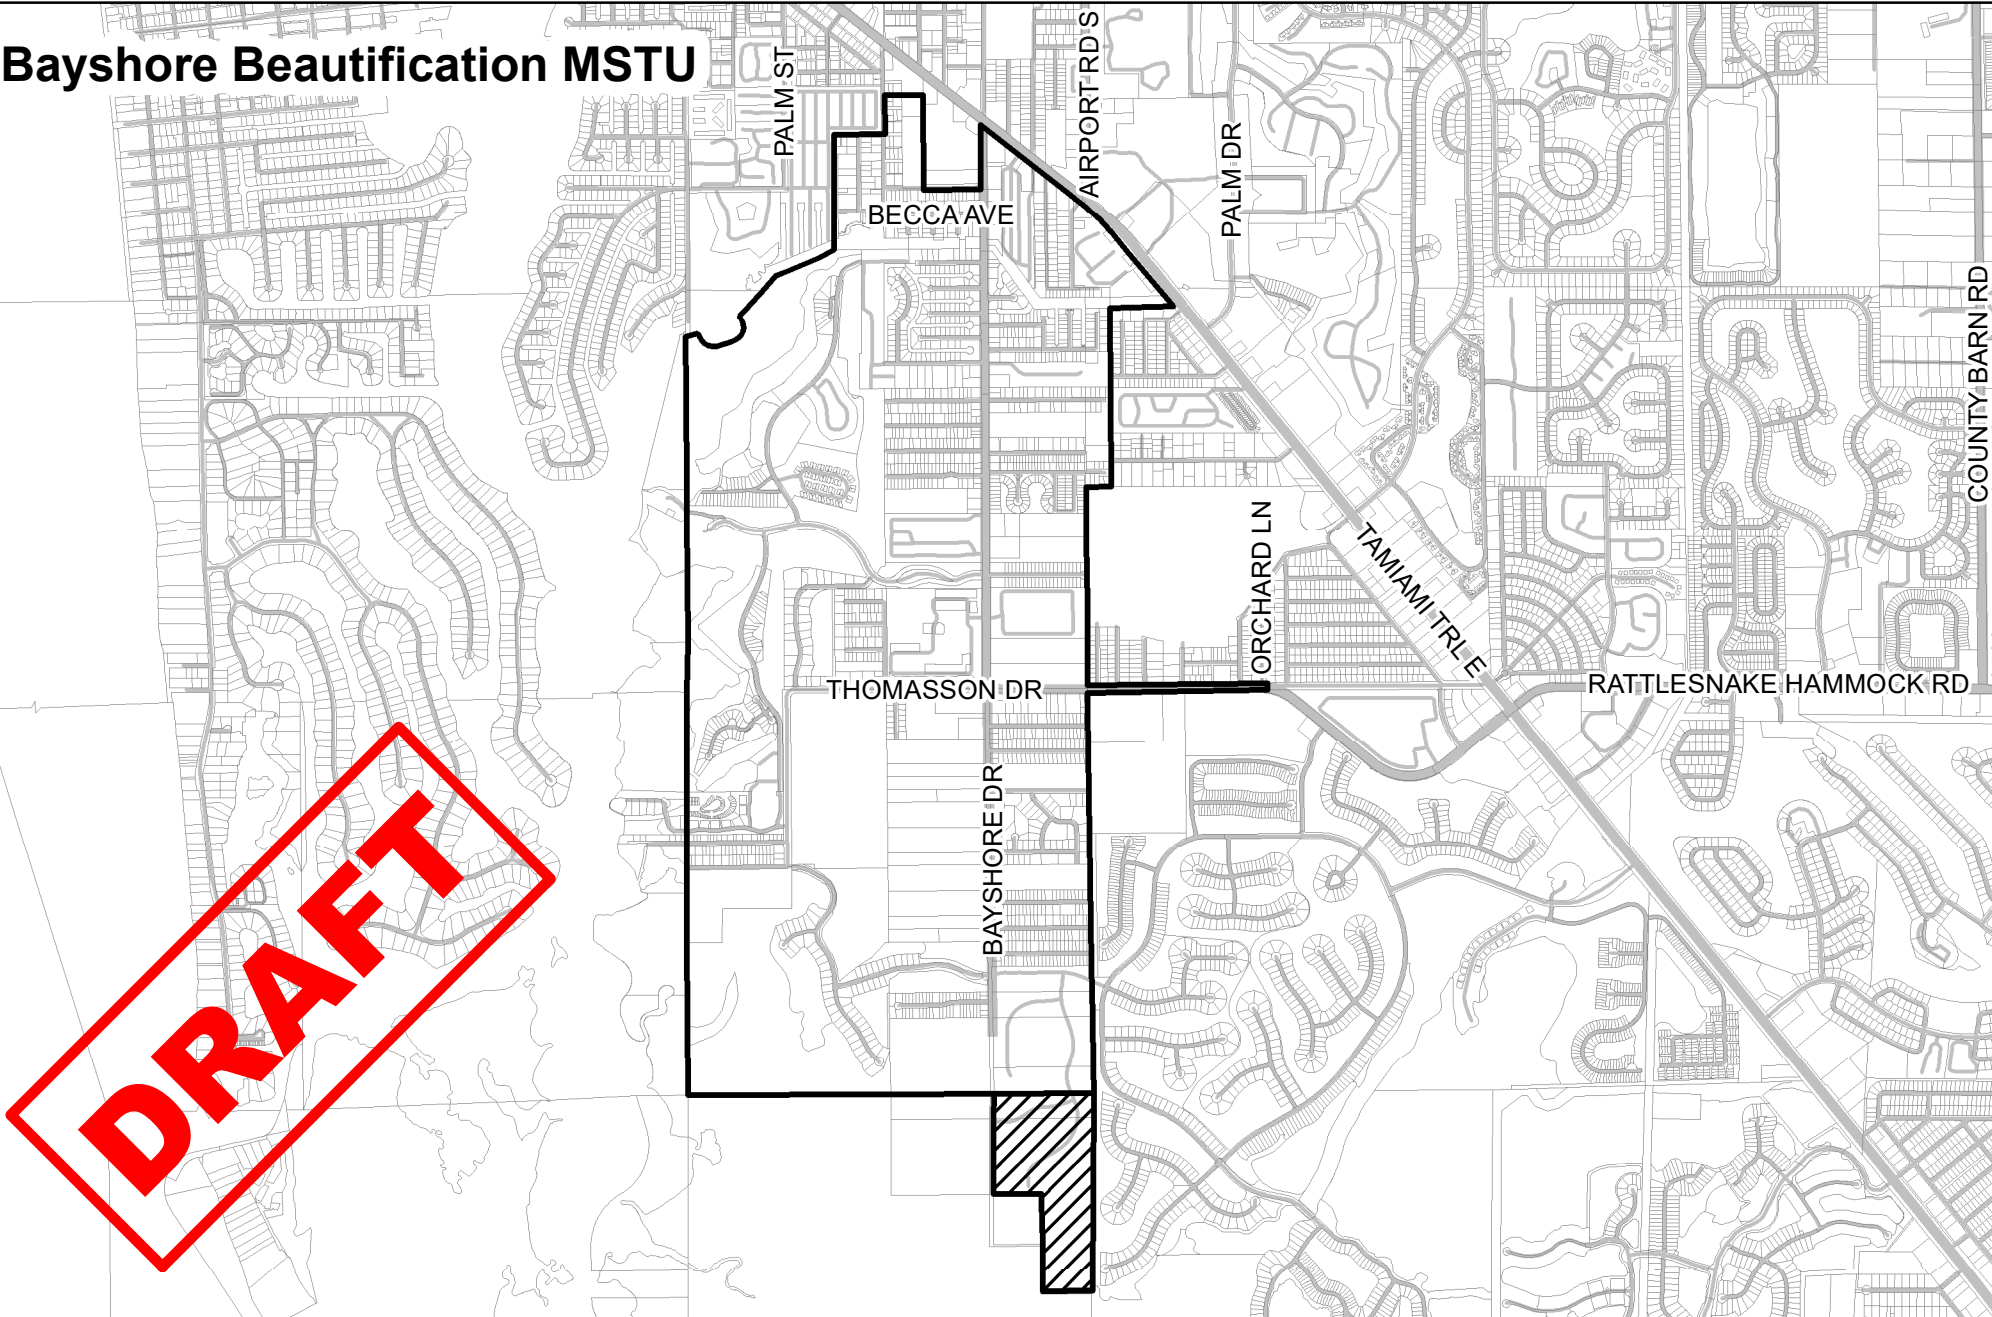 Bayshore Beautification MSTU
PALM ST
AIRPORT RD S
PALM DR
BECCA AVE
COUNTY BARN RD
ORCHARD LN
TAMIAMI TRL E
THOMASSON DR
RATTLESNAKE HAMMOCK RD
BAYSHORE DR
DRAFT